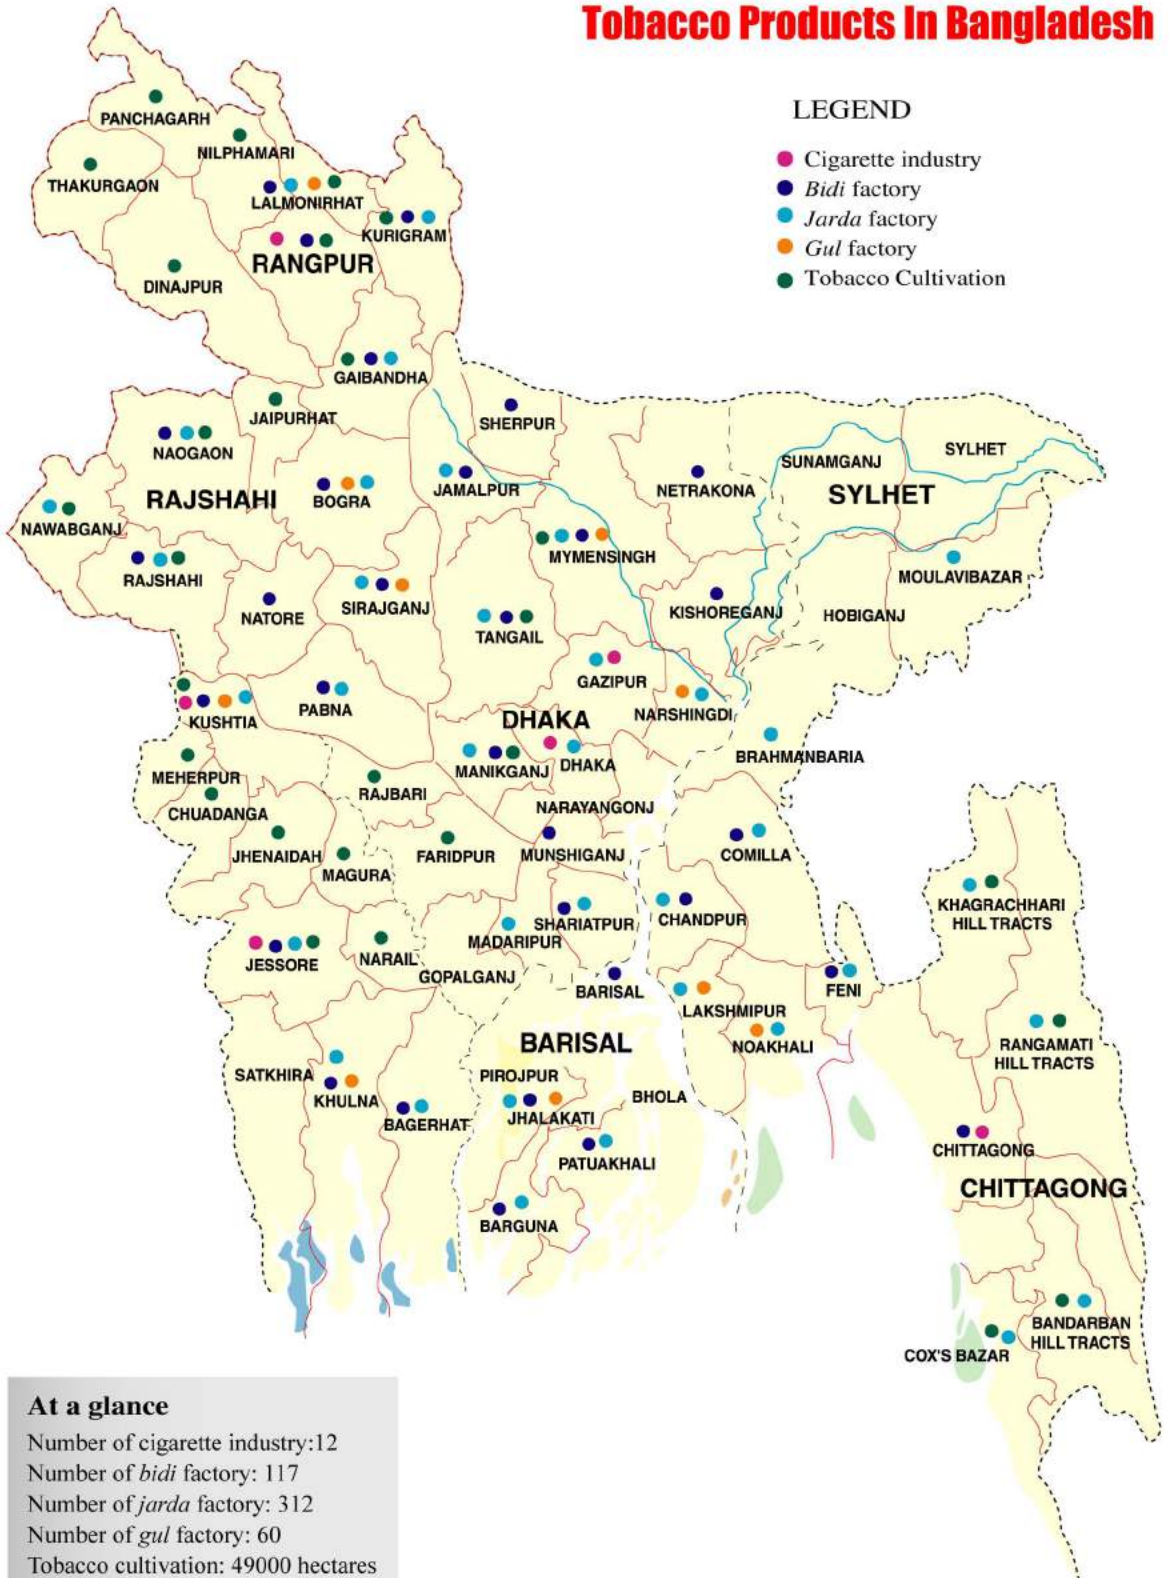 Tobacco Products In Bangladesh
LEGEND
Cigarette industry
Bidi factory
Jarda factory
Gul factory
Tobacco Cultivation
PANCHAGARH
NILPHAMARI
THAKURGAON
LALMONIRHAT
KURIGRAM
RANGPUR
DINAJPUR
GAIBANDHA
JAIPURHAT
SHERPUR
NAOGAON
SYLHET
SUNAMGANJ
BOGRA
JAMALPUR
NETRAKONA
RAJSHAHI
SYLHET
NAWABGANJ
MYMENSINGH
RAJSHAHI
MOULAVIBAZAR
SIRAJGANJ
NATORE
KISHOREGANJ
HOBIGANJ
TANGAIL
GAZIPUR
PABNA
NARSHINGDI
KUSHTIA
DHAKA
BRAHMANBARIA
MANIKGANJ
DHAKA
MEHERPUR
RAJBARI
NARAYANGONJ
CHUADANGA
JHENAIDAH
FARIDPUR
MUNSHIGANJ
COMILLA
MAGURA
KHAGRACHHARI
HILL TRACTS
SHARIATPUR
CHANDPUR
MADARIPUR
JESSORE
NARAIL
GOPALGANJ
BARISAL
FENI
LAKSHMIPUR
BARISAL
NOAKHALI
RANGAMATI
HILL TRACTS
SATKHIRA
PIROJPUR
KHULNA
BHOLA
BAGERHAT
JHALAKATI
CHITTAGONG
PATUAKHALI
CHITTAGONG
BARGUNA
BANDARBAN
HILL TRACTS
COX'S BAZAR
At a glance
Number of cigarette industry:12
Number of bidi factory: 117
Number of jarda factory: 312
Number of gul factory: 60
Tobacco cultivation: 49000 hectares